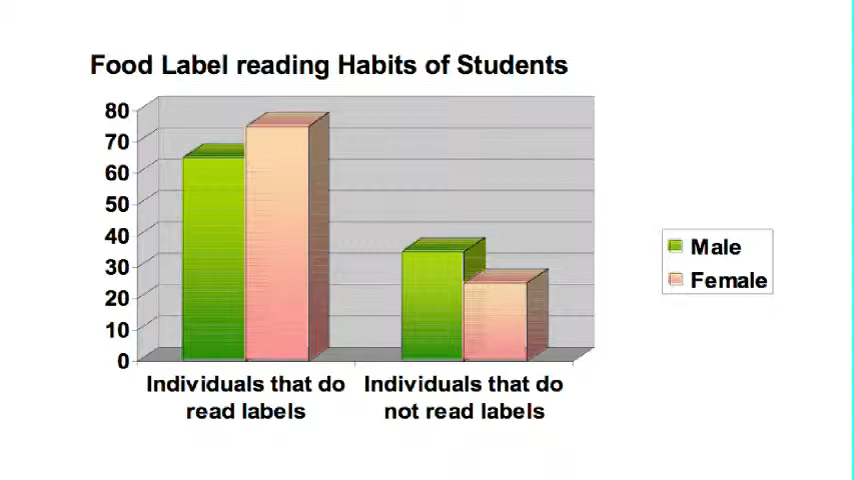 Food Label reading Habits of Students
80
70
60
50
40
30
20
10
0
Individuals that do
read labels
Individuals that do
not read labels
Male
Female